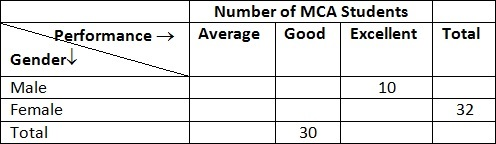 Number of MCA Students
Performance → Average Good Excellent Total
Gender↓
Male 10
Female 32
Total 30